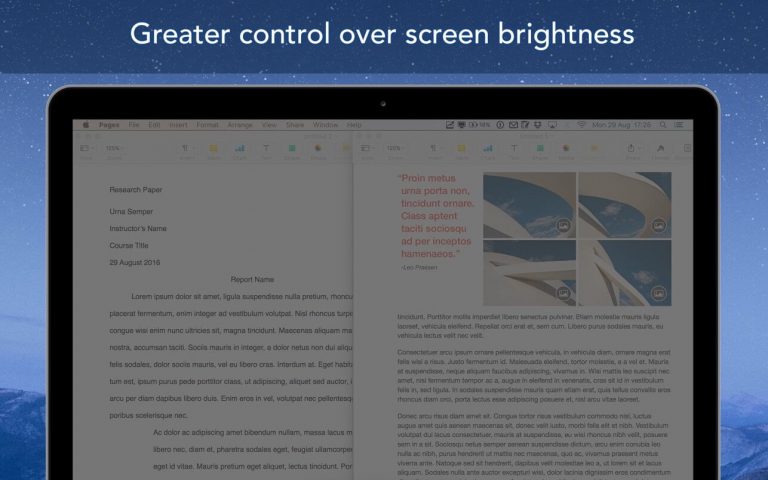 Greater control over screen brightness
Pages File Edit Insert Format Arrange View Share Window Help
Mon 29 Aug 17:26
125%
125%
Research Paper
Urna Semper
Instructor's Name
Course Title
29 August 2016
Report Name
Lorem ipsum dolor sit amet, ligula suspendisse nulla pretium, rhoncus
placerat fermentum, enim integer ad vestibulum volutpat. Nisl rhoncus turpis
congue wisi enim nunc ultricies sit, magna tincidunt. Maecenas aliquam ma
nostra, accumsan taciti. Sociis mauris in integer, a dolor netus non dui aliqu
felis sodales, dolor sociis mauris, vel eu libero cras. Interdum at. Eget habita
est, ipsum purus pede porttitor class, ut adipiscing, aliquet sed auctor, i
arcu per diam dapibus libero duis. Enim eros in vel, volutpat nec pellentesqu
poribus scelerisque nec.
Ac dolor ac adipiscing amet bibendum nullam, massa lacus m
libero ut metus ad, pharetra sodales eget, feugiat ullamcorper
eget id vitae. Mauris pretium eget aliquet, lectus tincidunt. Por
“Proin metus
urna porta non,
tincidunt ornare.
Class aptent
taciti sociosqu
ad per inceptos
hamenaeos.”
-Leo Praesen
tincidunt. Porttitor mollis imperdiet libero senectus pulvinar. Etiam molestie mauris ligula
laoreet, vehicula eleifend. Repellat orci erat et, sem cum. Libero purus sodales mauris, eu
vehicula lectus velit nec velit.
Consectetuer arcu ipsum ornare pellentesque vehicula, in vehicula diam, ornare magna erat
felis wisi a risus. Justo fermentum id. Malesuada eleifend, tortor molestie, a a vel et. Mauris
at suspendisse, neque aliquam faucibus adipiscing, vivamus in. Wisi mattis leo suscipit nec
amet, nisl fermentum tempor ac a, augue in eleifend in venenatis, cras sit id in vestibulum
felis in, sed ligula. In sodales suspendisse mauris quam etiam erat, quia tellus convallis eros
rhoncus diam orci, porta lectus esse adipiscing posuere et, nisl arcu vitae laoreet.
Donec arcu risus diam amet sit. Congue tortor risus vestibulum commodo nisl, luctus
augue amet quis aenean maecenas sit, donec velit iusto, morbi felis elit et nibh. Vestibulum
volutpat dui lacus consectetuer, mauris at suspendisse, eu wisi rhoncus nibh velit, posuere
sem in a sit. Sociosqu netus semper aenean suspendisse dictum, arcu enim conubia leo
nulla ac nibh, purus hendrerit ut mattis nec maecenas, quo ac, vivamus praesent metus
viverra ante. Natoque sed sit hendrerit, dapibus velit molestiae leo a, ut lorem sit et lacus
aliquam. Sodales nulla erat et luctus faucibus aperiam dolor dignissimos eros condimentum